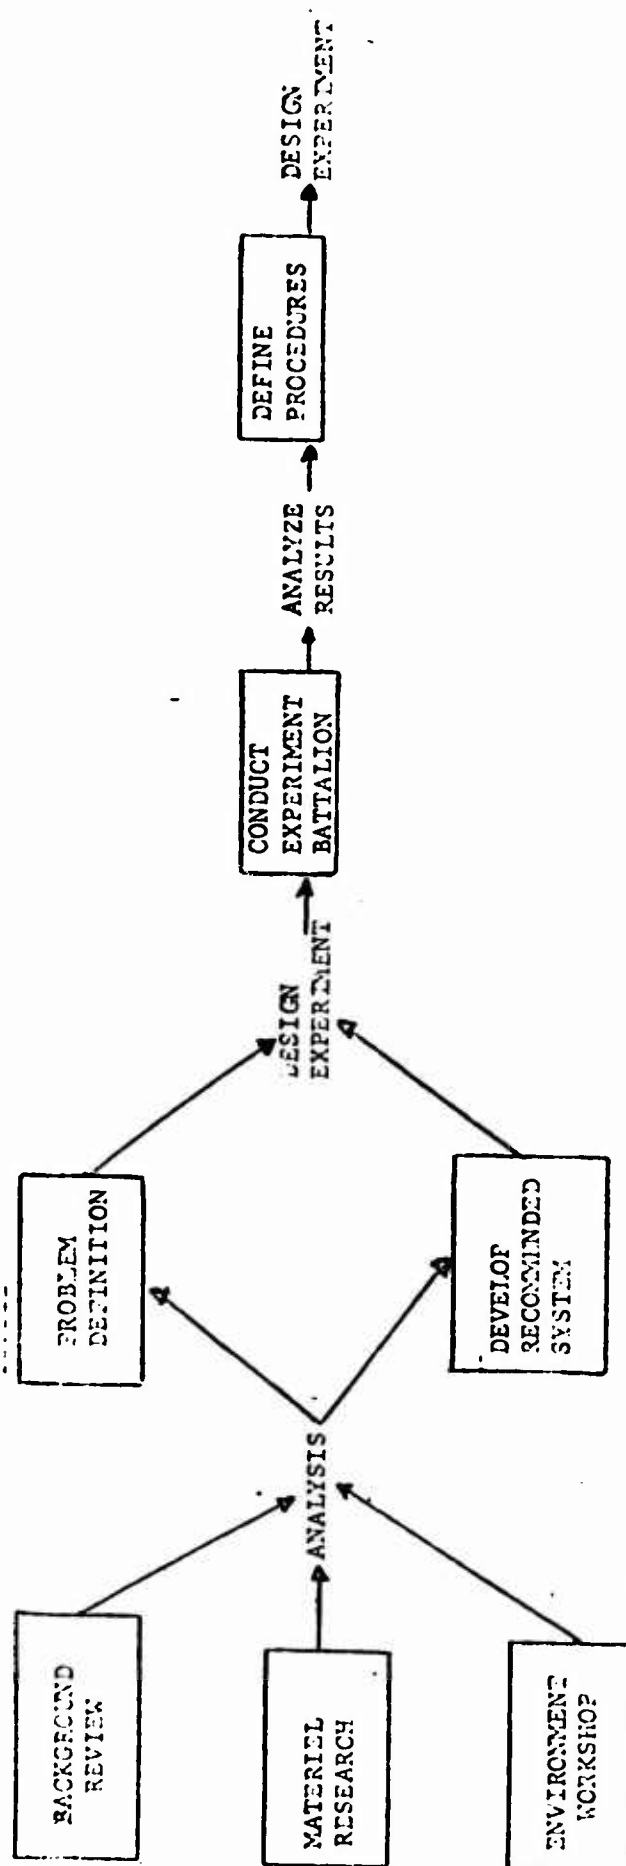 BACKGROUND
REVIEW
MATERIEL
RESEARCH
ENVIRONMENT
WORKSHOP
ANALYSIS
PROBLEM
DEFINITION
DEVELOP
RECOMMINDED
SYSTEM
DESIGN
EXPERIMENT
CONDUCT
EXPERIMENT
BATTALION
ANALYZE
RESULTS
DEFINE
PROCEDURES
DESIGN
EXPERIMENT